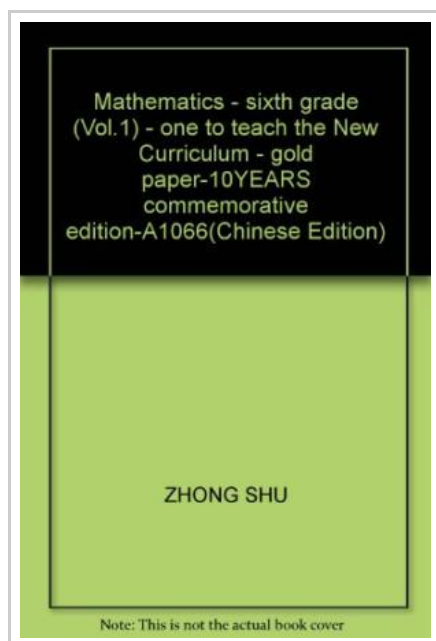 Mathematics - sixth grade
(Vol.1) - one to teach the New
Curriculum - gold
paper-10YEARS
commemorative
edition-A1066(Chinese Edition)
ZHONG SHU
Note: This is not the actual book cover